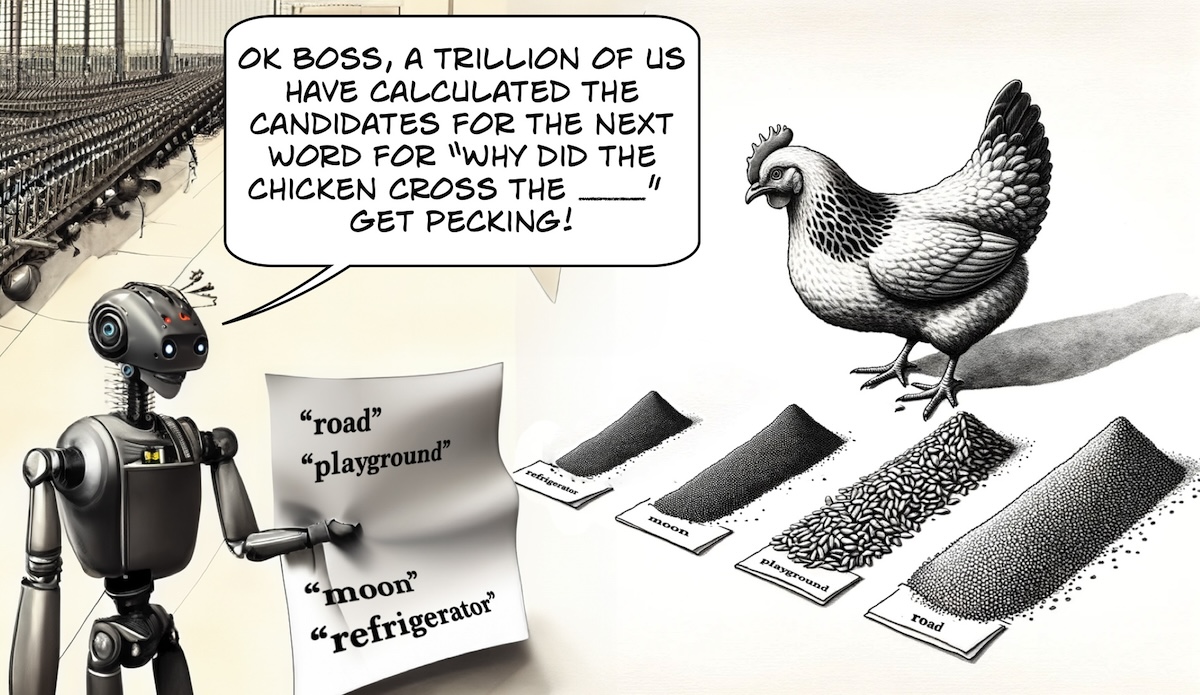 OK BOSS, A TRILLION OF US
HAVE CALCULATED THE
CANDIDATES FOR THE NEXT
WORD FOR "WHY DID THE
CHICKEN CROSS THE ____"
GET PECKING!
“road”
“playground”
“moon”
“refrigerator”
refrigerator
moon
playground
road